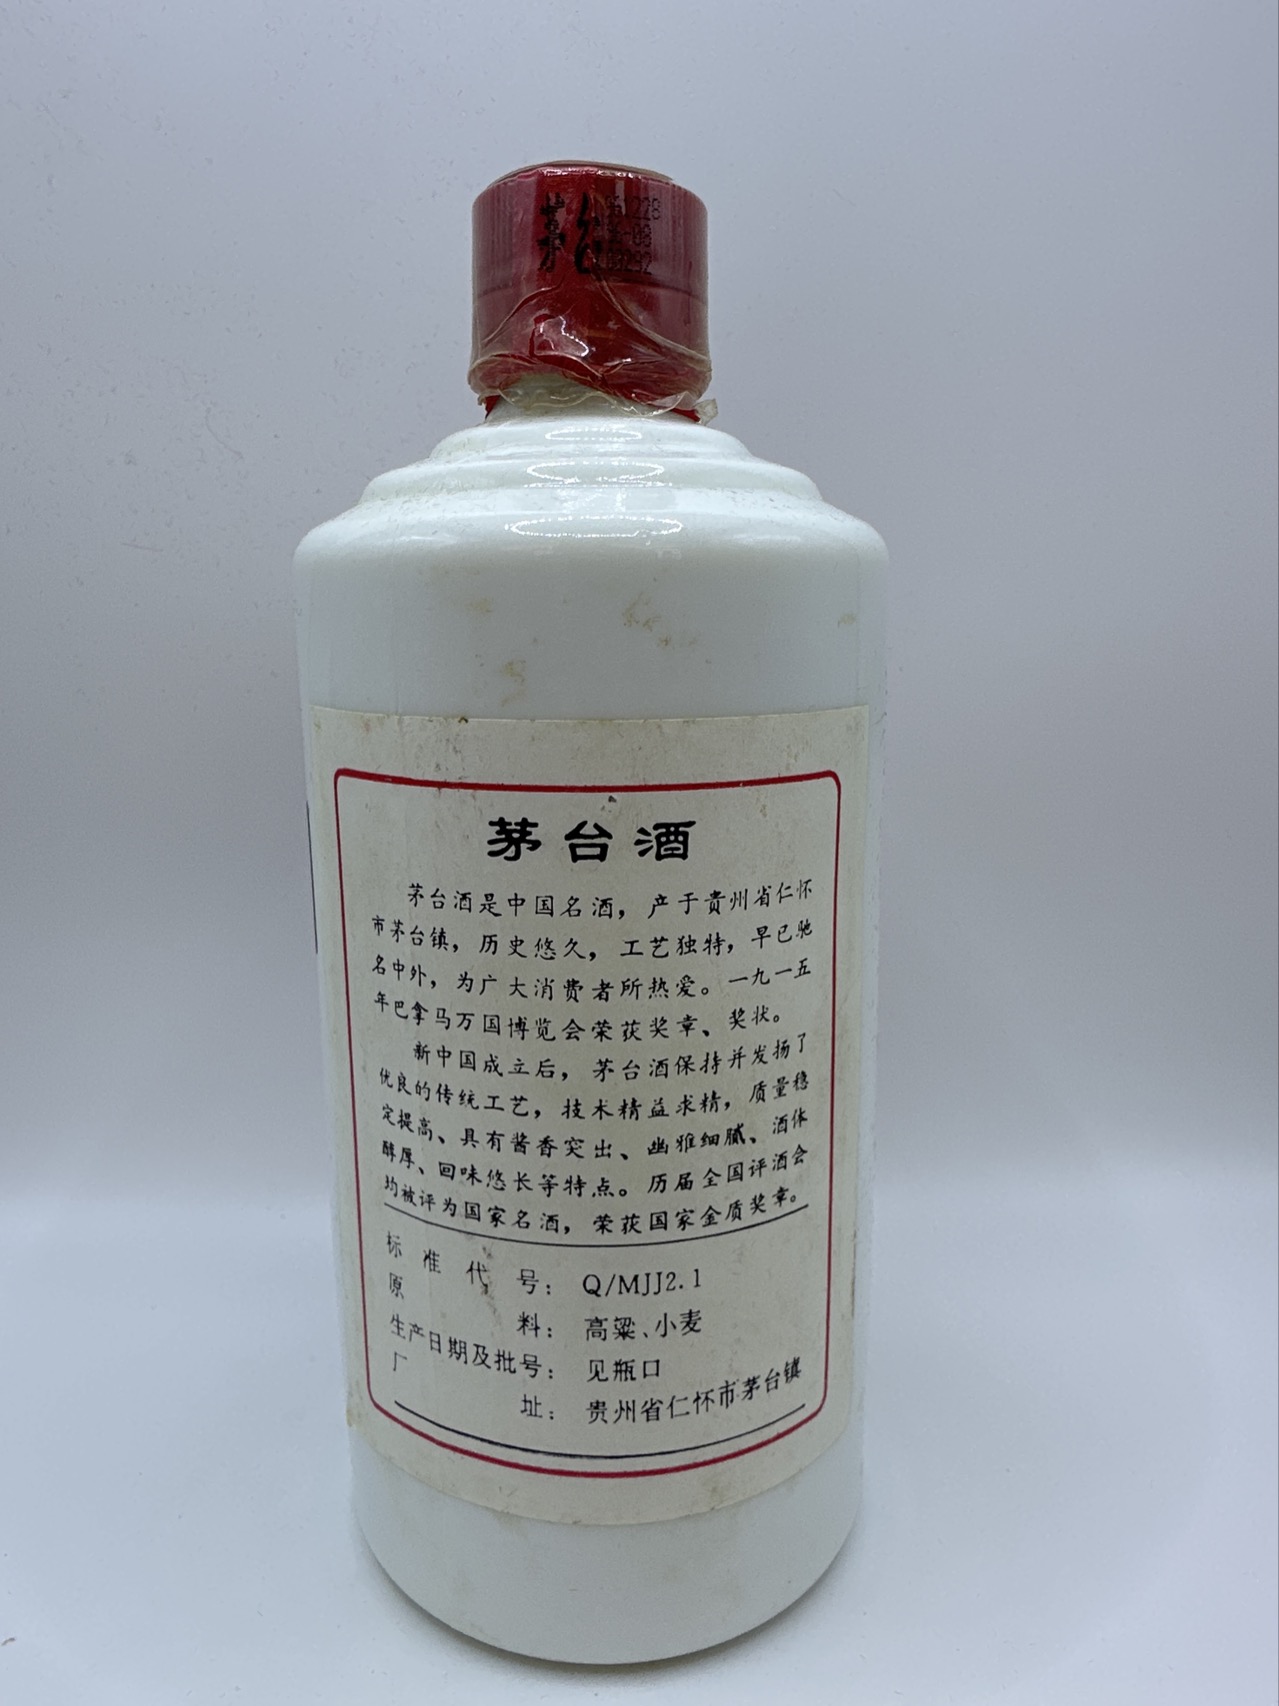 茅台
茅台酒
茅台酒是中国名酒，产于贵州省仁怀
市茅台镇，历史悠久，工艺独特，早已驰
名中外，为广大消费者所热爱。一九一五
年巴拿马万国博览会荣获奖章、奖状。
新中国成立后，茅台酒保持并发扬了
优良的传统工艺，技术精益求精，质量稳
定提高、具有酱香突出、幽雅细腻、酒体
醇厚、回味悠长等特点。历届全国评酒会
均被评为国家名酒，荣获国家金质奖章。
标准代号：Q/MJJ2.1
原料：高粱、小麦
生产日期及批号：见瓶口
厂址：贵州省仁怀市茅台镇